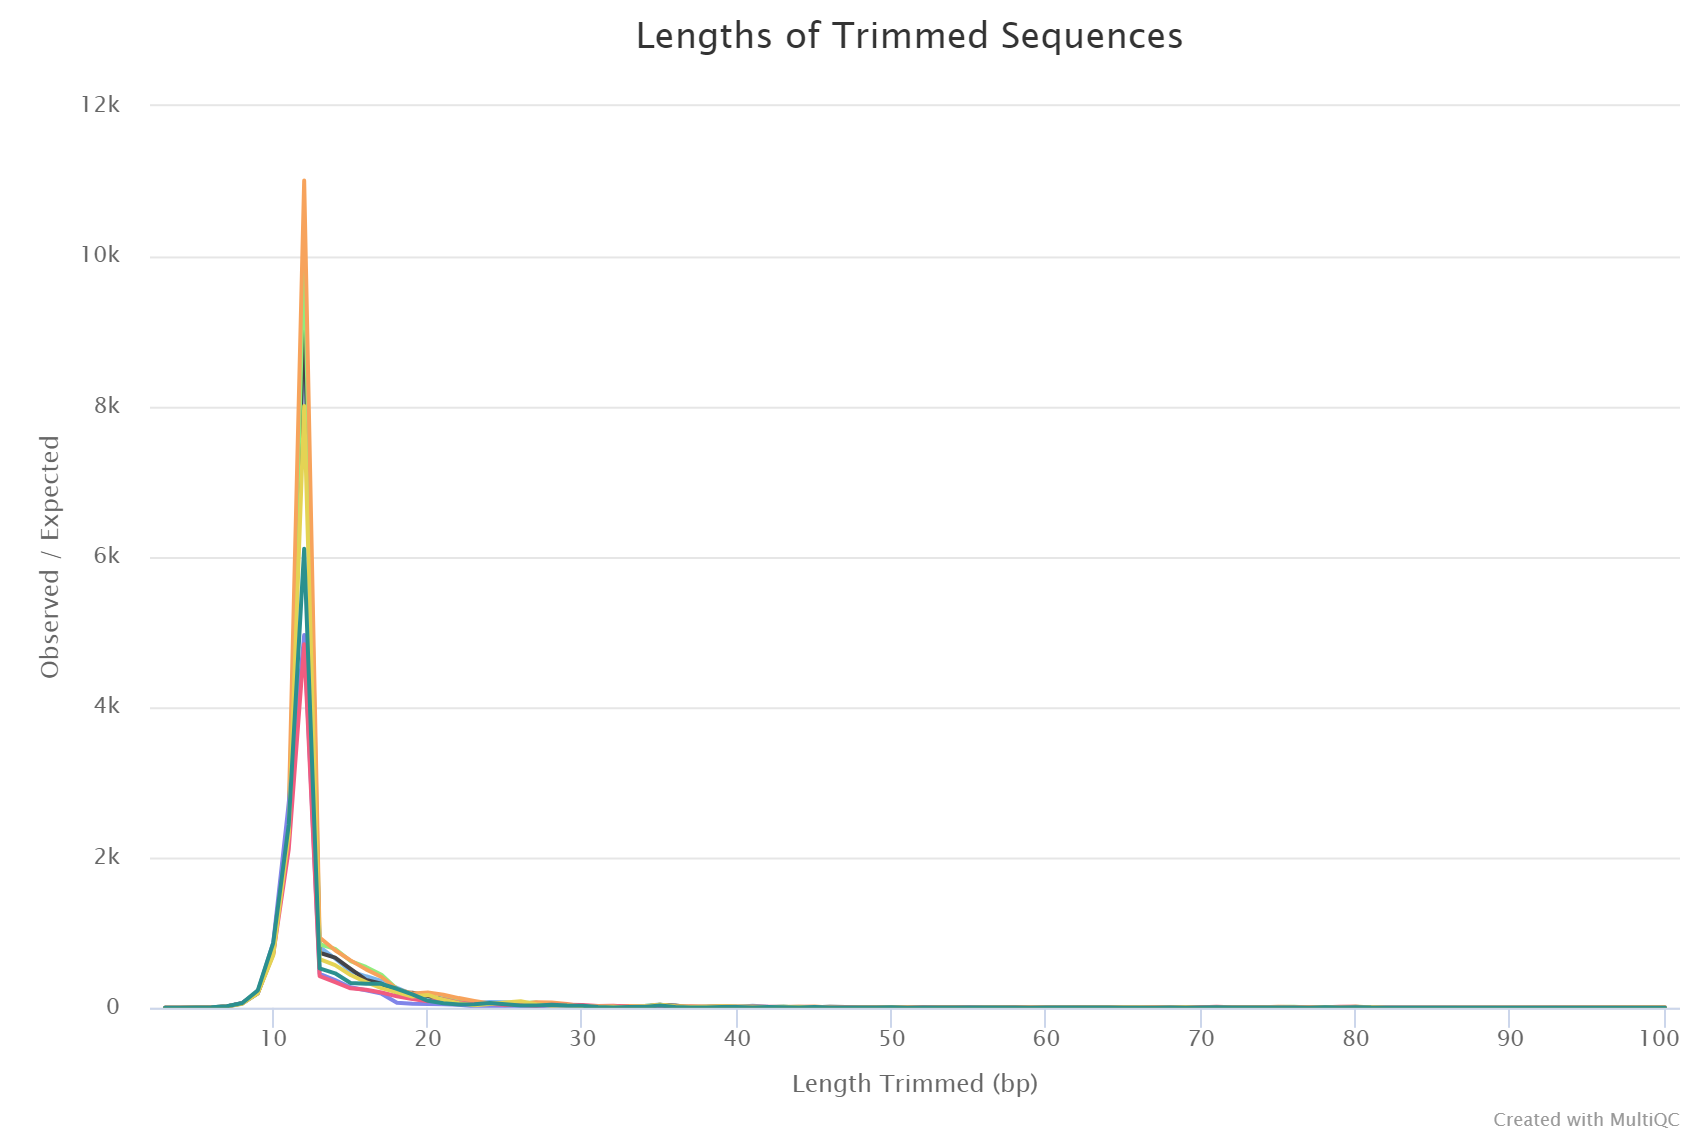 Lengths of Trimmed Sequences
12k
10k
8k
6k
4k
2k
0
Observed / Expected
10 20 30 40 50 60 70 80 90 100
Length Trimmed (bp)
Created with MultiQC